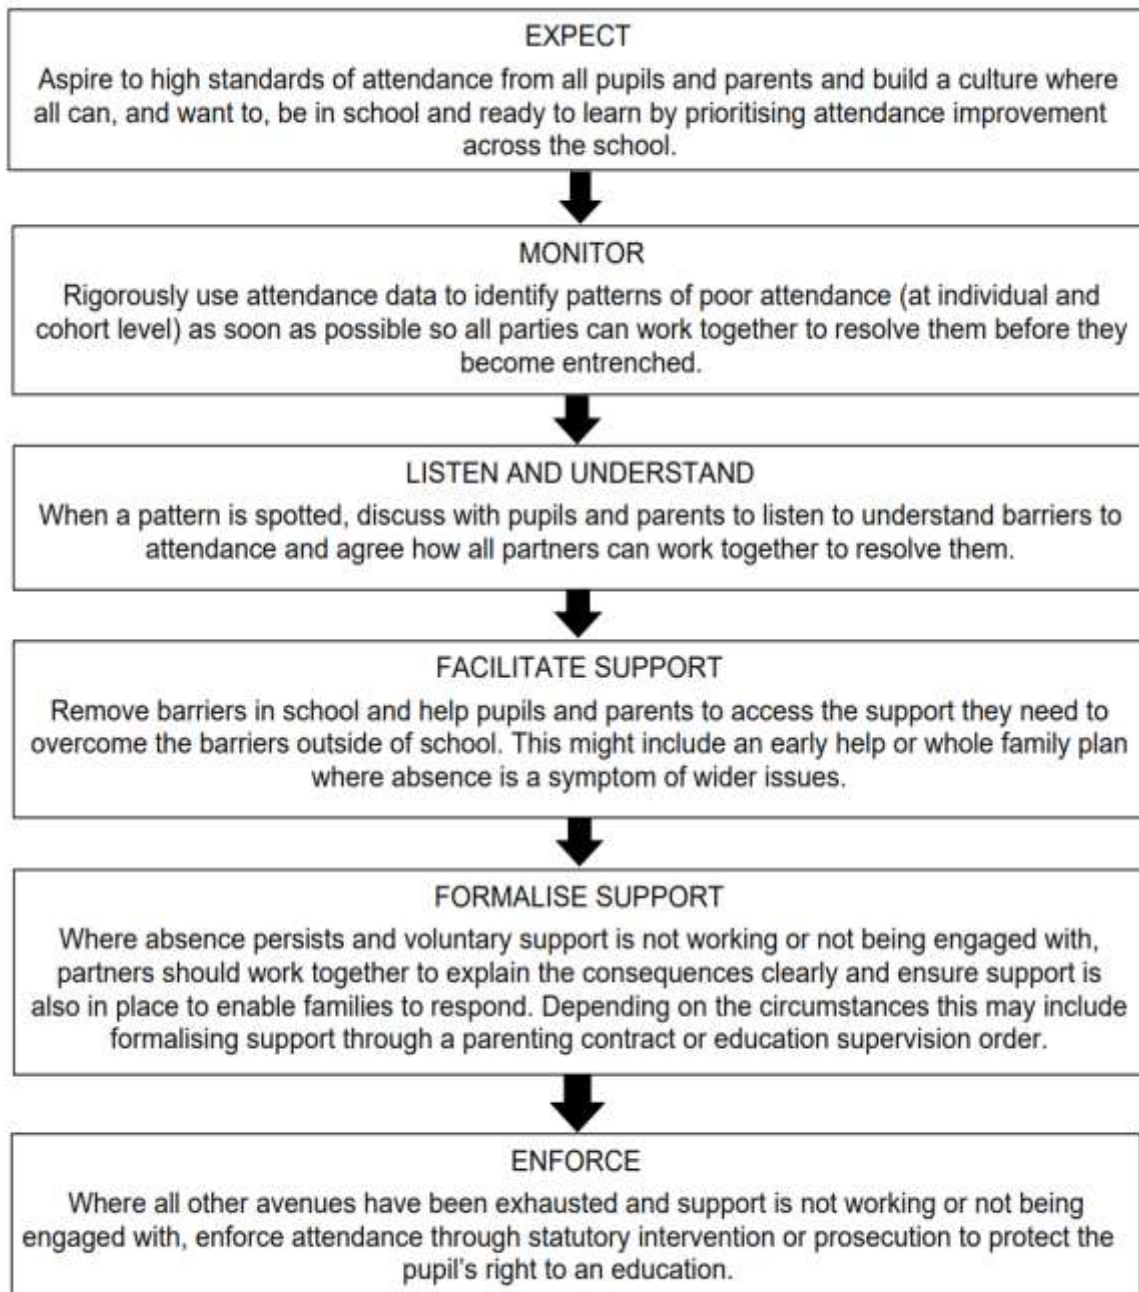 EXPECT
Aspire to high standards of attendance from all pupils and parents and build a culture where
all can, and want to, be in school and ready to learn by prioritising attendance improvement
across the school.
MONITOR
Rigorously use attendance data to identify patterns of poor attendance (at individual and
cohort level) as soon as possible so all parties can work together to resolve them before they
become entrenched.
LISTEN AND UNDERSTAND
When a pattern is spotted, discuss with pupils and parents to listen to understand barriers to
attendance and agree how all partners can work together to resolve them.
FACILITATE SUPPORT
Remove barriers in school and help pupils and parents to access the support they need to
overcome the barriers outside of school. This might include an early help or whole family plan
where absence is a symptom of wider issues.
FORMALISE SUPPORT
Where absence persists and voluntary support is not working or not being engaged with,
partners should work together to explain the consequences clearly and ensure support is
also in place to enable families to respond. Depending on the circumstances this may include
formalising support through a parenting contract or education supervision order.
ENFORCE
Where all other avenues have been exhausted and support is not working or not being
engaged with, enforce attendance through statutory intervention or prosecution to protect the
pupil's right to an education.